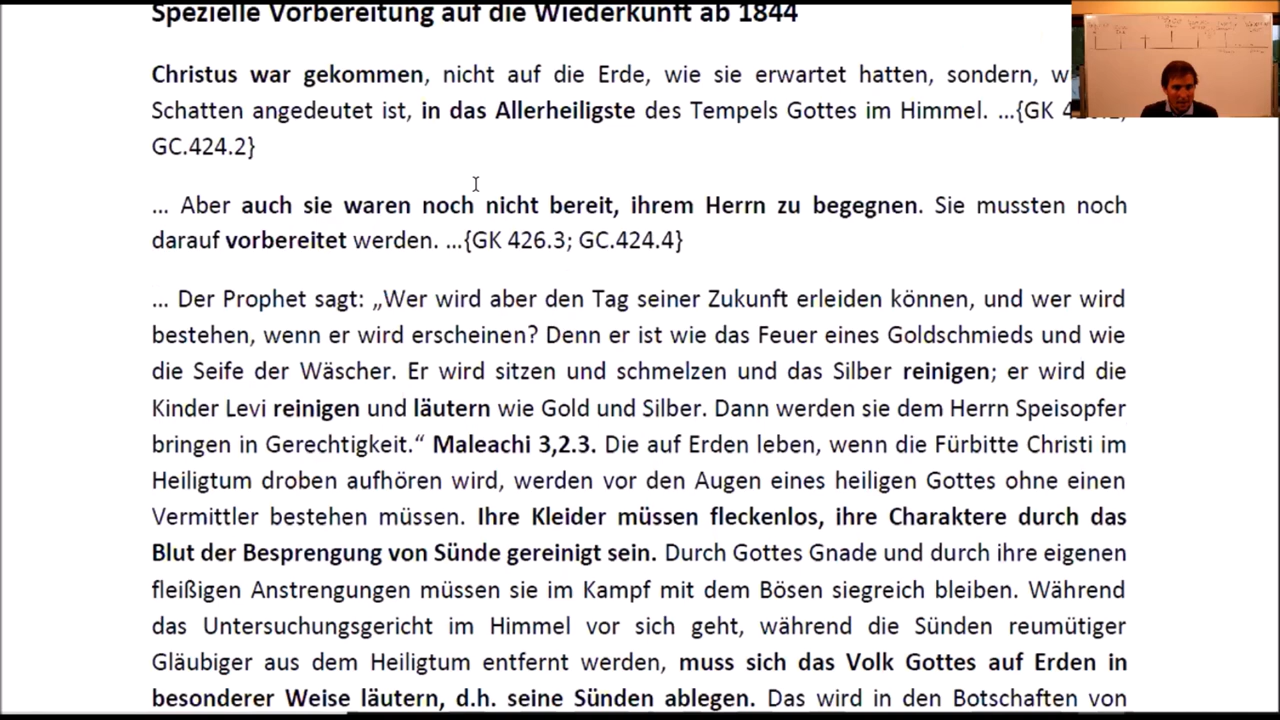 Spezielle Vorbereitung auf die Wiederkunft ab 1844
Christus war gekommen, nicht auf die Erde, wie sie erwartet hatten, sondern,
Schatten angedeutet ist, in das Allerheiligste des Tempels Gottes im Himmel. ...{GK
GC.424.2}
... Aber auch sie waren noch nicht bereit, ihrem Herrn zu begegnen. Sie mussten noch
darauf vorbereitet werden. ...{GK 426.3; GC.424.4}
... Der Prophet sagt: „Wer wird aber den Tag seiner Zukunft erleiden können, und wer wird
bestehen, wenn er wird erscheinen? Denn er ist wie das Feuer eines Goldschmieds und wie
die Seife der Wäscher. Er wird sitzen und schmelzen und das Silber reinigen; er wird die
Kinder Levi reinigen und läutern wie Gold und Silber. Dann werden sie dem Herrn Speisopfer
bringen in Gerechtigkeit.“ Maleachi 3,2.3. Die auf Erden leben, wenn die Fürbitte Christi im
Heiligtum droben aufhören wird, werden vor den Augen eines heiligen Gottes ohne einen
Vermittler bestehen müssen. Ihre Kleider müssen fleckenlos, ihre Charaktere durch das
Blut der Besprengung von Sünde gereinigt sein. Durch Gottes Gnade und durch ihre eigenen
fleißigen Anstrengungen müssen sie im Kampf mit dem Bösen siegreich bleiben. Während
das Untersuchungsgericht im Himmel vor sich geht, während die Sünden reumütiger
Gläubiger aus dem Heiligtum entfernt werden, muss sich das Volk Gottes auf Erden in
besonderer Weise läutern, d.h. seine Sünden ablegen. Das wird in den Botschaften von